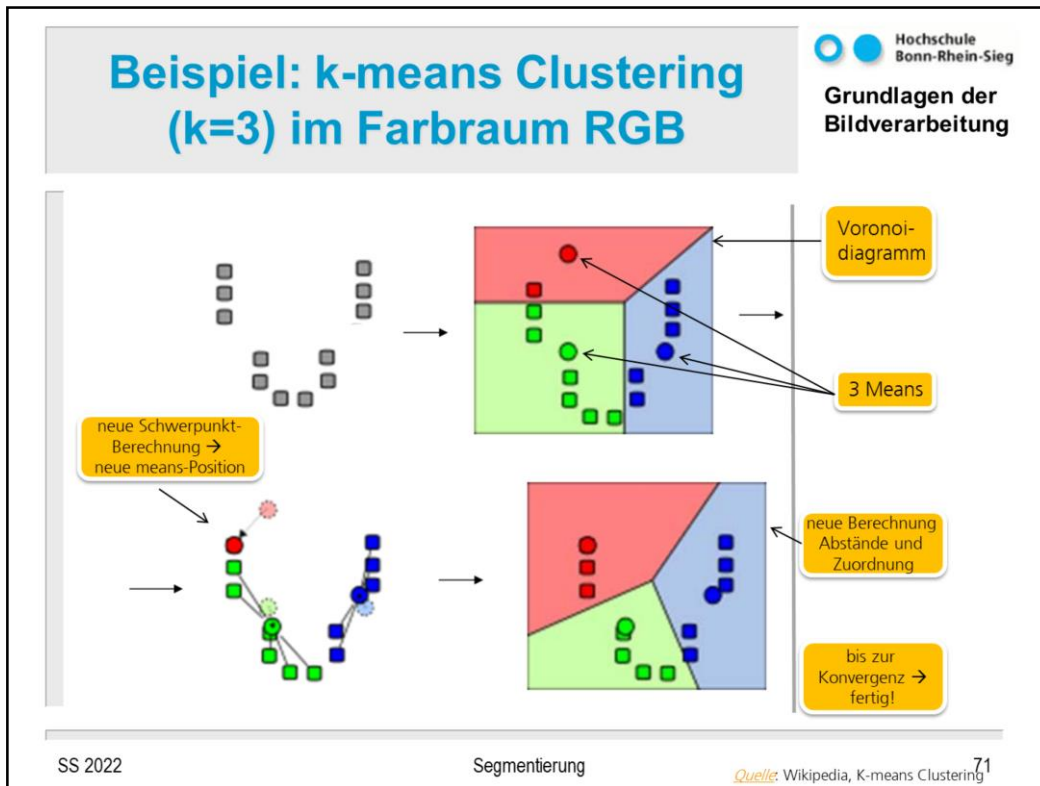 Beispiel: k-means Clustering
(k=3) im Farbraum RGB
Hochschule
Bonn-Rhein-Sieg
Grundlagen der
Bildverarbeitung
Voronoi-
diagramm
3 Means
neue Schwerpunkt-
Berechnung →
neue means-Position
neue Berechnung
Abstände und
Zuordnung
bis zur
Konvergenz →
fertig!
SS 2022
Segmentierung
Quelle: Wikipedia, K-means Clustering
71